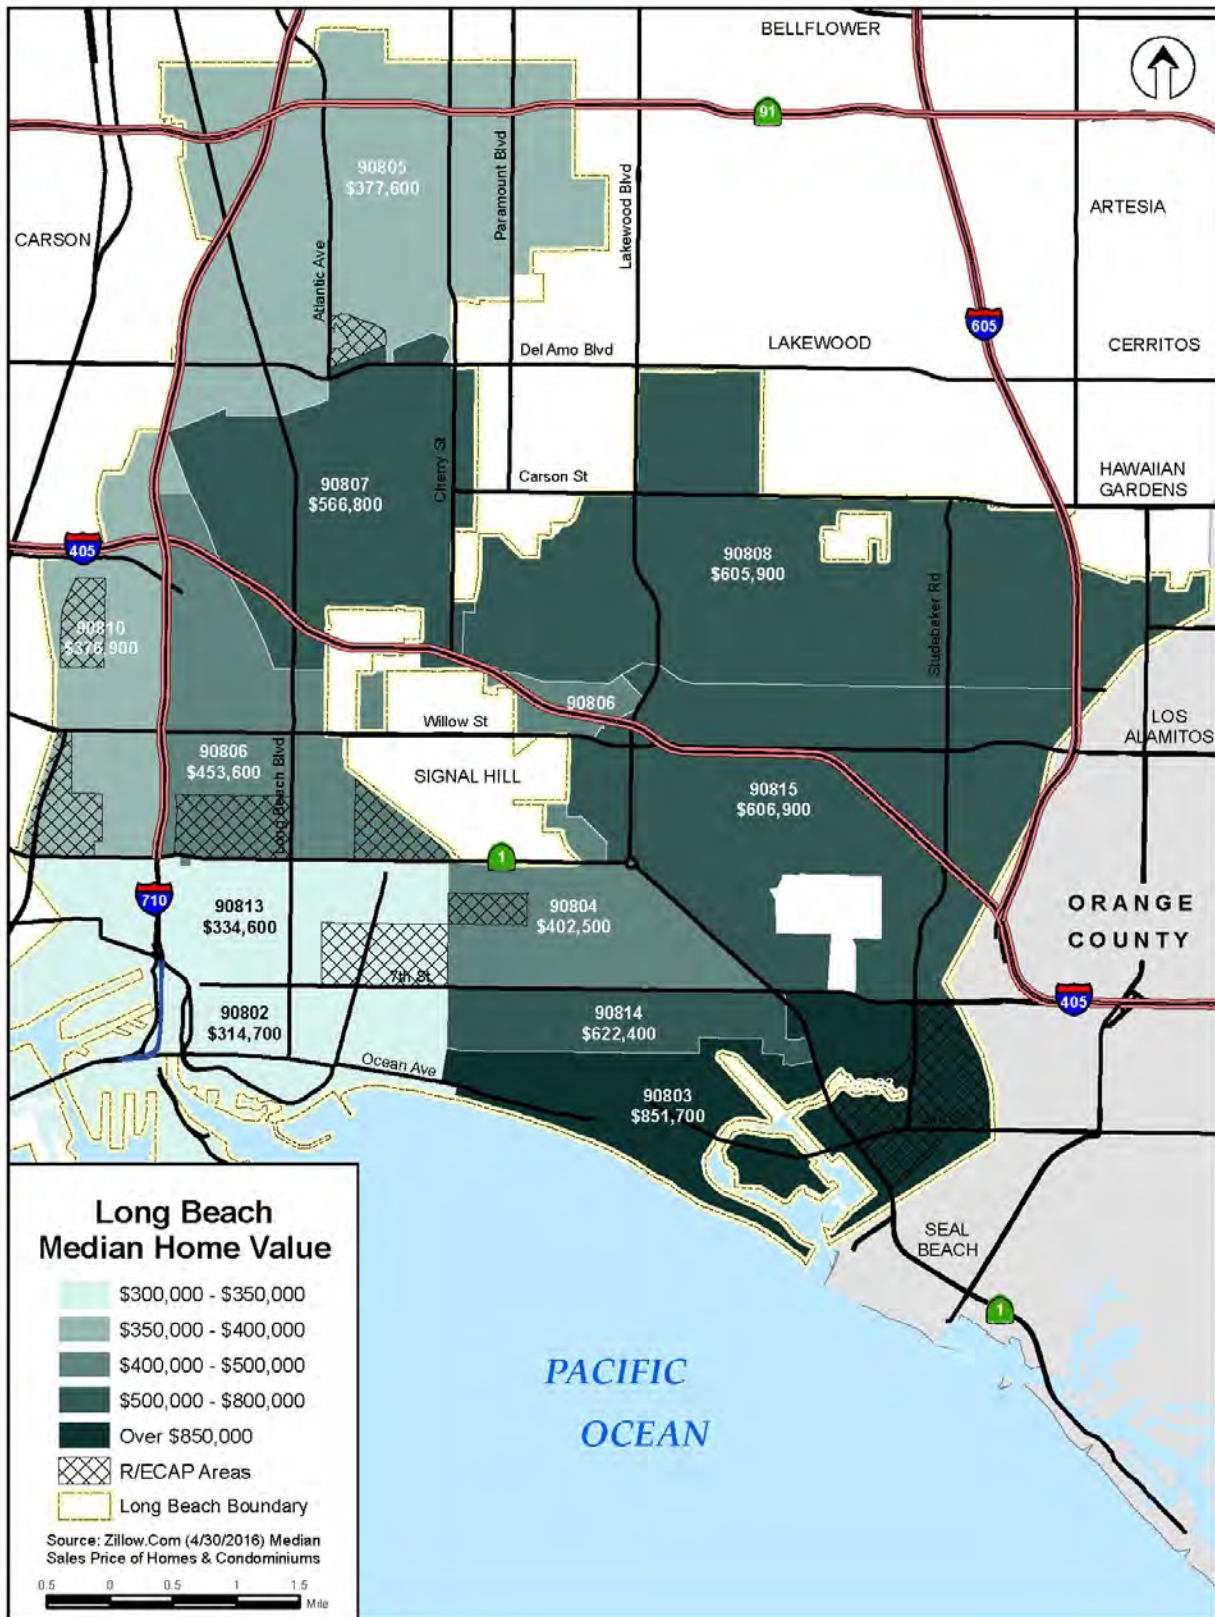 BELLFLOWER
91
90805
$377,600
Paramount Blvd
Lakewood Blvd
ARTESIA
CARSON
Atlantic Ave
605
Del Amo Blvd
LAKEWOOD
CERRITOS
90807
$566,800
Cherry St
Carson St
HAWAIIAN
GARDENS
405
90808
$605,900
Studebaker Rd
90810
$376,900
90806
Willow St
LOS
ALAMITOS
90806
$453,600
Long Beach Blvd
SIGNAL HILL
90815
$606,900
1
710
90813
$334,600
90804
$402,500
ORANGE
COUNTY
7th St
405
90802
$314,700
90814
$622,400
Ocean Ave
90803
$851,700
SEAL
BEACH
1
PACIFIC
OCEAN
Long Beach
Median Home Value
$300,000 - $350,000
$350,000 - $400,000
$400,000 - $500,000
$500,000 - $800,000
Over $850,000
R/ECAP Areas
Long Beach Boundary
Source: Zillow.Com (4/30/2016) Median
Sales Price of Homes & Condominiums
0.5 0 0.5 1 1.5
Mile